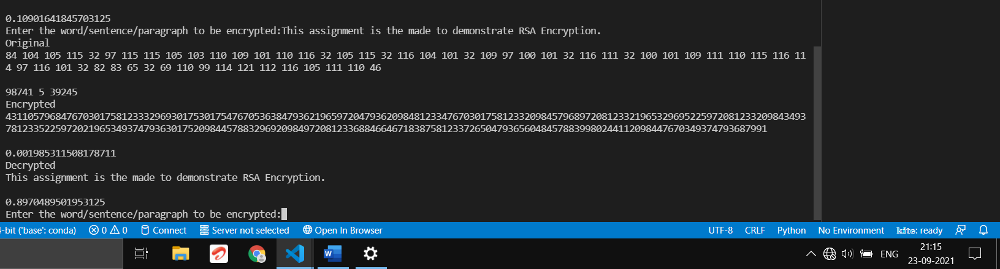 0.10901641845703125
Enter the word/sentence/paragraph to be encrypted:This assignment is the made to demonstrate RSA Encryption.
Original
84 104 105 115 32 97 115 115 105 103 110 109 101 110 116 32 105 115 32 116 104 101 32 109 97 100 101 32 116 111 32 100 101 109 111 110 115 116 11
4 97 116 101 32 82 83 65 32 69 110 99 114 121 112 116 105 111 110 46
98741 5 39245
Encrypted
4311057968476703017581233329693017530175476705363847936219659720479362098481233476703017581233209845796897208123321965329695225972081233209843493
7812335225972021965349374793630175209844578832969209849720812336884664671838758123372650479365604845788399802441120984476703493747936879​91
0.001985311508178711
Decrypted
This assignment is the made to demonstrate RSA Encryption.
0.8970489501953125
Enter the word/sentence/paragraph to be encrypted:
4-bit ('base': conda) 0 0 Connect Server not selected Open In Browser UTF-8 CRLF Python No Environment kite: ready
W ENG 21:15
23-09-2021